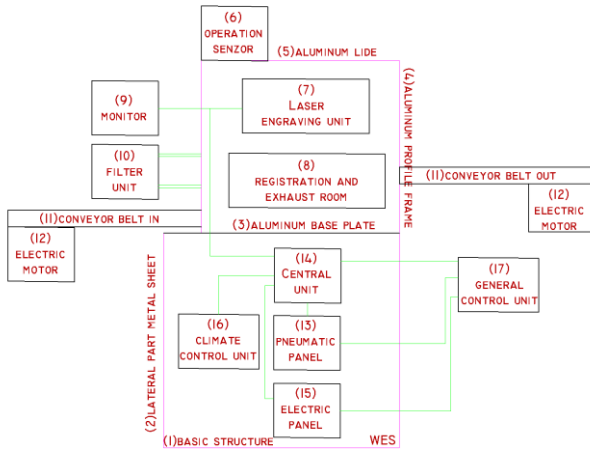 (6)
OPERATION
SENZOR
(5)ALUMINUM LIDE
(4)ALUMINUM PROFILE FRAME
(7)
LASER
ENGRAVING UNIT
(9)
MONITOR
(10)
FILTER
UNIT
(8)
REGISTRATION AND
EXHAUST ROOM
(11)CONVEYOR BELT OUT
(12)
ELECTRIC
MOTOR
(11)CONVEYOR BELT IN
(3)ALUMINUM BASE PLATE
(12)
ELECTRIC
MOTOR
(2)LATERAL PART METAL SHEET
(14)
CENTRAL
UNIT
(17)
GENERAL
CONTROL UNIT
(16)
CLIMATE
CONTROL UNIT
(13)
PNEUMATIC
PANEL
(15)
ELECTRIC
PANEL
(1)BASIC STRUCTURE
WES